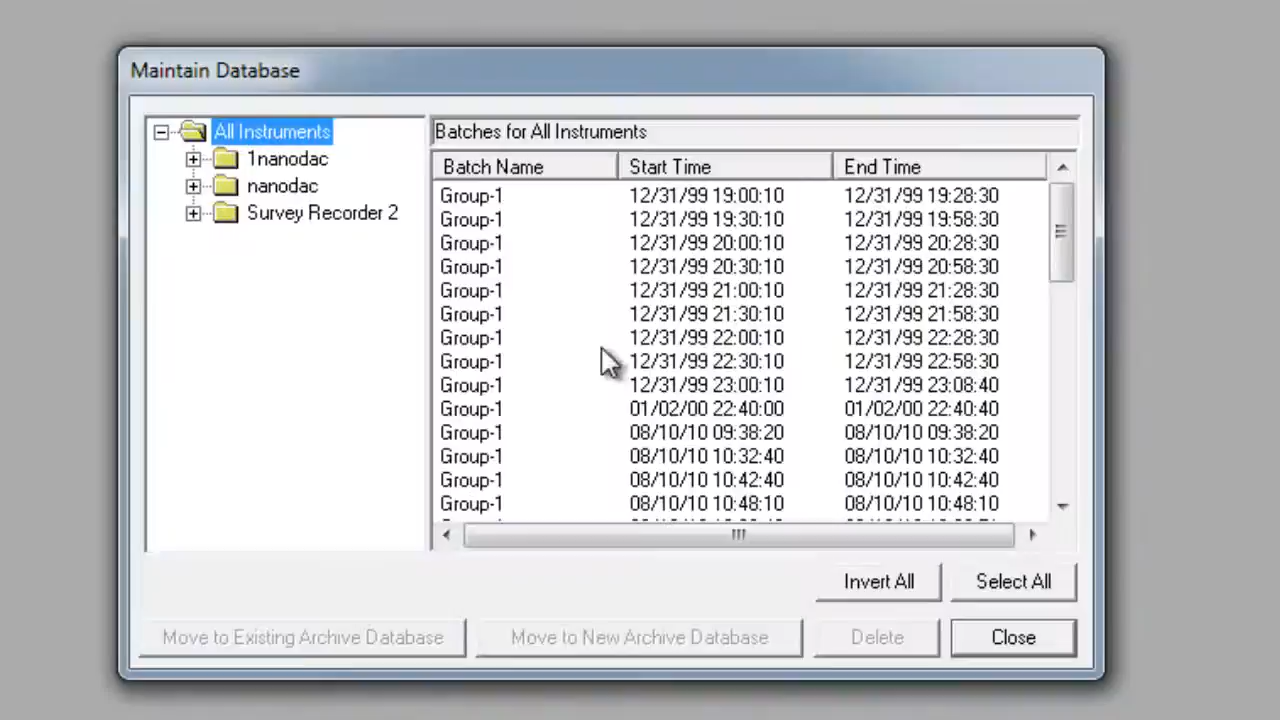 Maintain Database
All Instruments
1nanodac
nanodac
Survey Recorder 2
Batches for All Instruments
Batch Name Start Time End Time
Group-1 12/31/99 19:00:10 12/31/99 19:28:30
Group-1 12/31/99 19:30:10 12/31/99 19:58:30
Group-1 12/31/99 20:00:10 12/31/99 20:28:30
Group-1 12/31/99 20:30:10 12/31/99 20:58:30
Group-1 12/31/99 21:00:10 12/31/99 21:28:30
Group-1 12/31/99 21:30:10 12/31/99 21:58:30
Group-1 12/31/99 22:00:10 12/31/99 22:28:30
Group-1 12/31/99 22:30:10 12/31/99 22:58:30
Group-1 12/31/99 23:00:10 12/31/99 23:08:40
Group-1 01/02/00 22:40:00 01/02/00 22:40:40
Group-1 08/10/10 09:38:20 08/10/10 09:38:20
Group-1 08/10/10 10:32:40 08/10/10 10:32:40
Group-1 08/10/10 10:42:40 08/10/10 10:42:40
Group-1 08/10/10 10:48:10 08/10/10 10:48:10
Invert All Select All
Move to Existing Archive Database Move to New Archive Database Delete Close